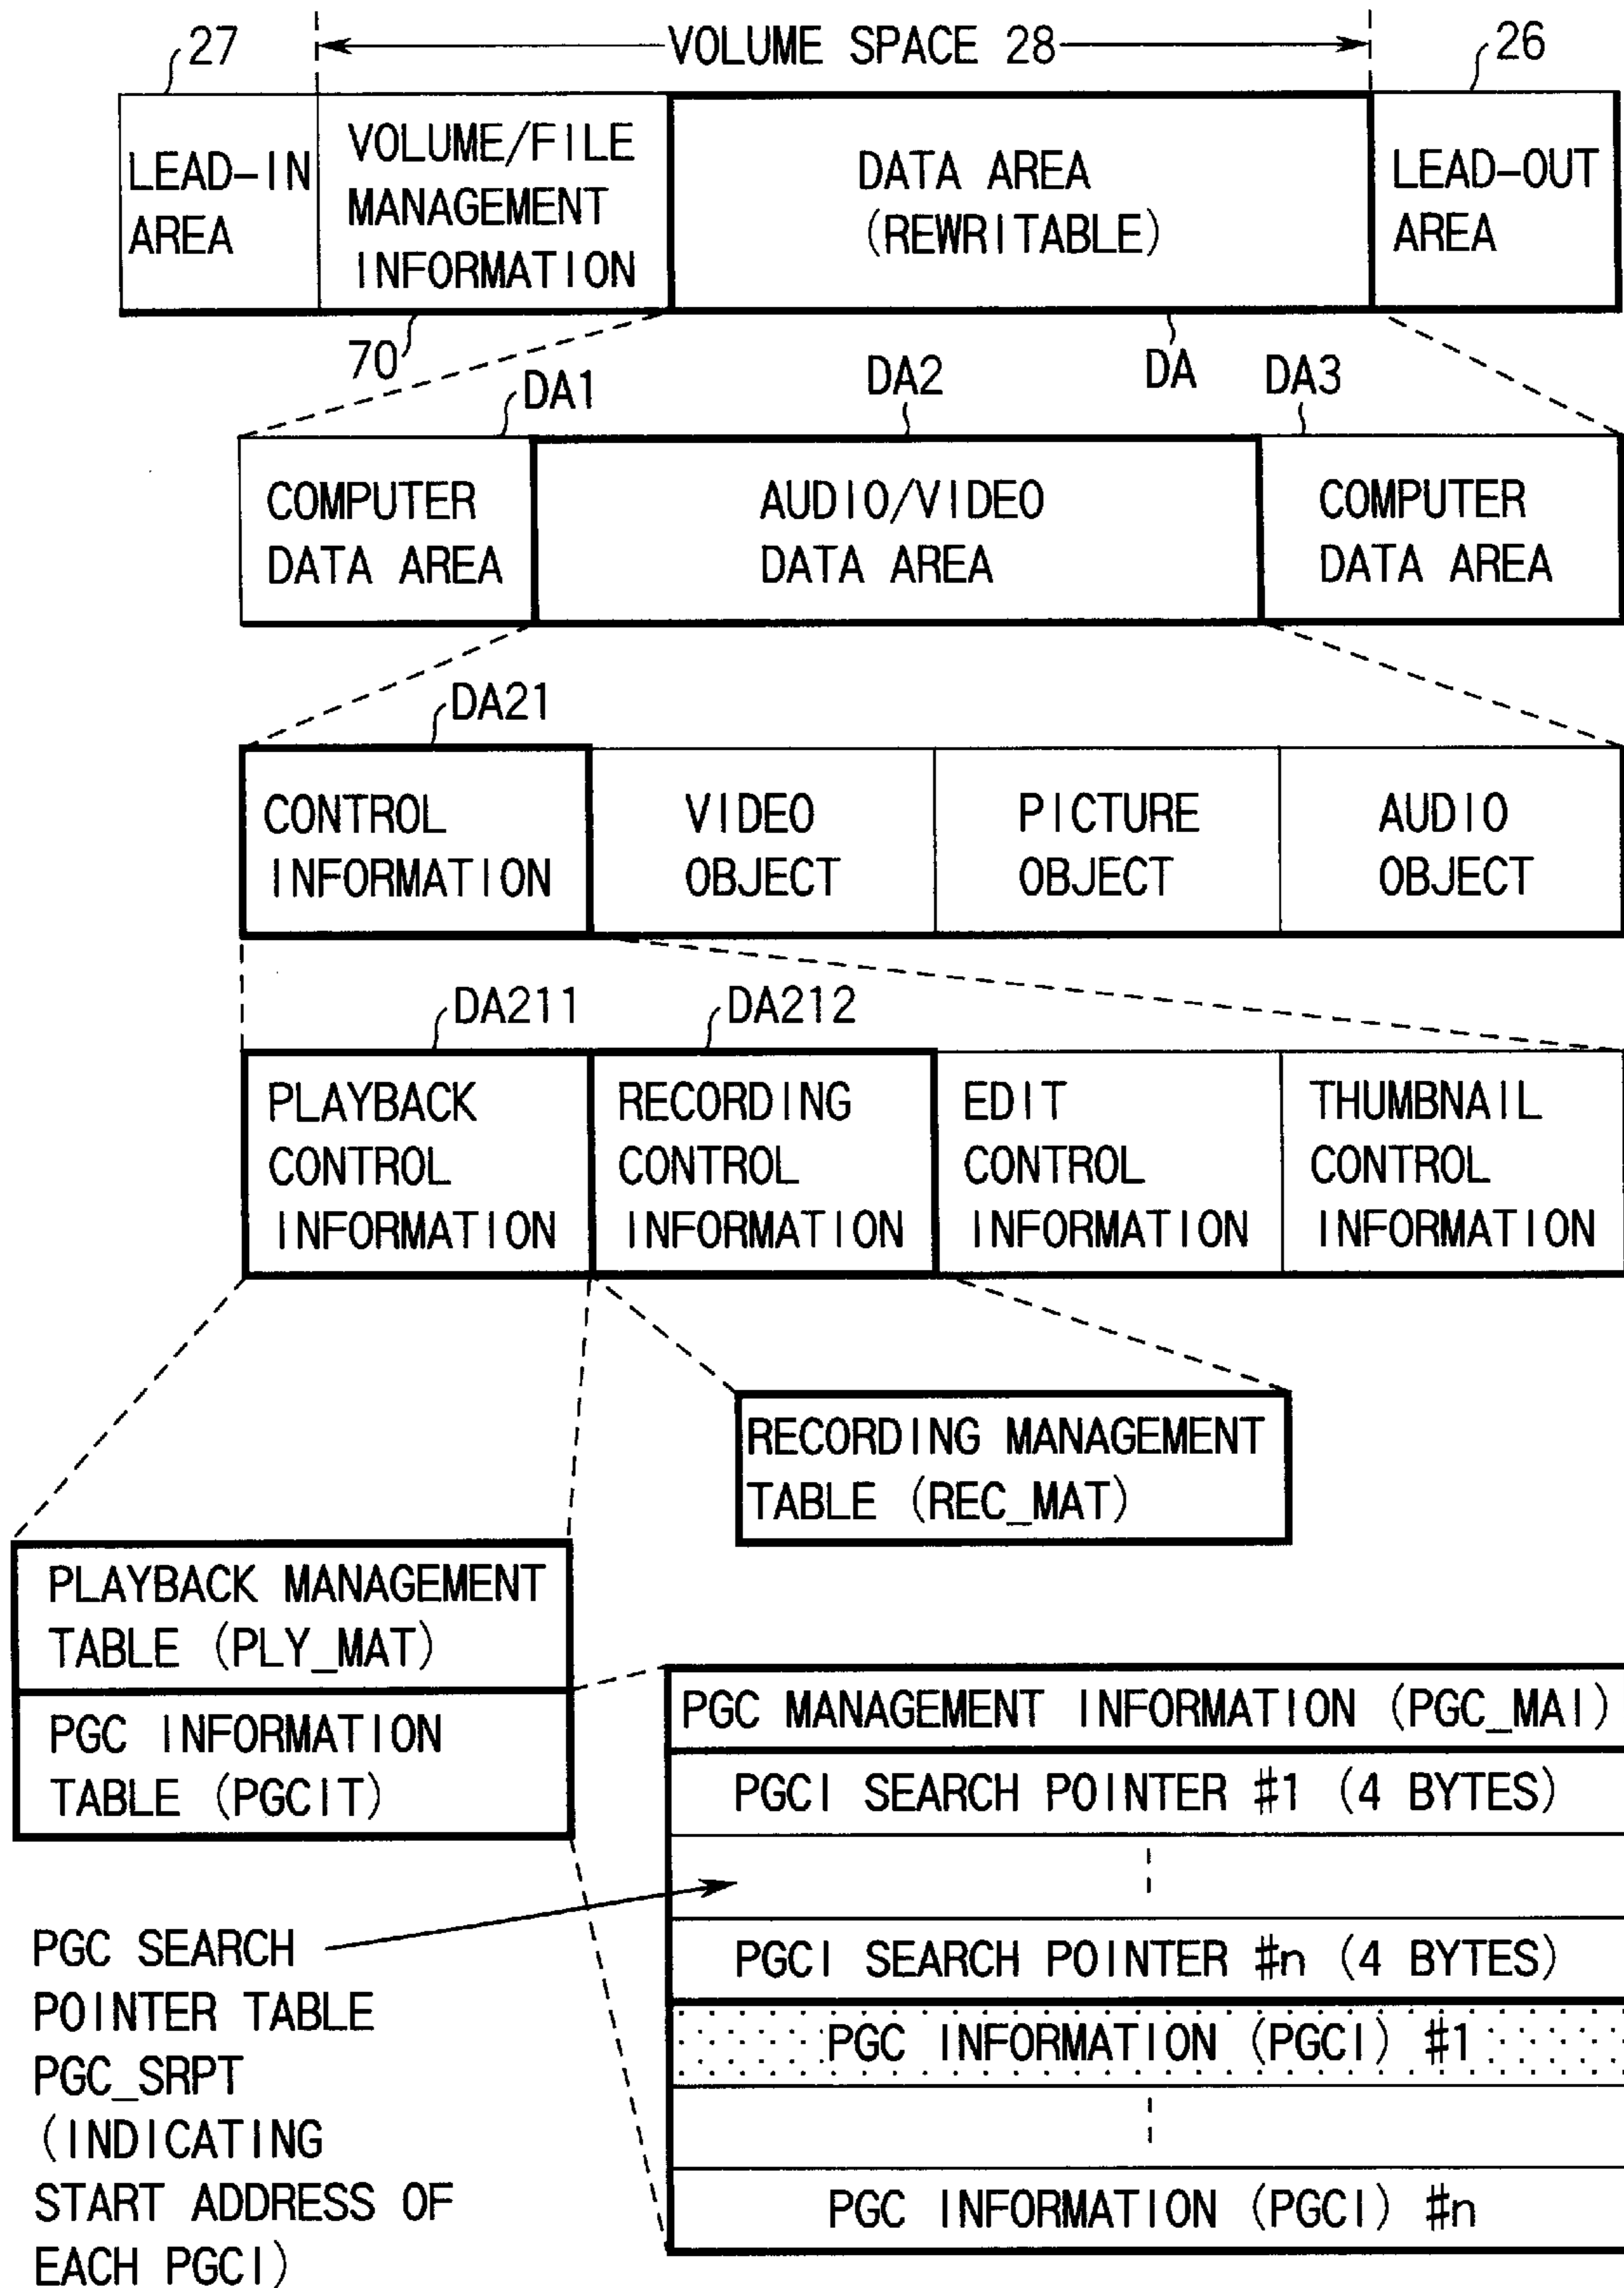 27
VOLUME SPACE 28
26
LEAD-IN
AREA
VOLUME/FILE
MANAGEMENT
INFORMATION
DATA AREA
(REWRITABLE)
LEAD-OUT
AREA
70
DA1
DA2
DA
DA3
COMPUTER
DATA AREA
AUDIO/VIDEO
DATA AREA
COMPUTER
DATA AREA
DA21
CONTROL
INFORMATION
VIDEO
OBJECT
PICTURE
OBJECT
AUDIO
OBJECT
DA211
DA212
PLAYBACK
CONTROL
INFORMATION
RECORDING
CONTROL
INFORMATION
EDIT
CONTROL
INFORMATION
THUMBNAIL
CONTROL
INFORMATION
RECORDING MANAGEMENT
TABLE (REC_MAT)
PLAYBACK MANAGEMENT
TABLE (PLY_MAT)
PGC INFORMATION
TABLE (PGCIT)
PGC MANAGEMENT INFORMATION (PGC_MAI)
PGCI SEARCH POINTER #1 (4 BYTES)
PGCI SEARCH POINTER #n (4 BYTES)
PGC INFORMATION (PGCI) #1
PGC INFORMATION (PGCI) #n
PGC SEARCH
POINTER TABLE
PGC_SRPT
(INDICATING
START ADDRESS OF
EACH PGCI)